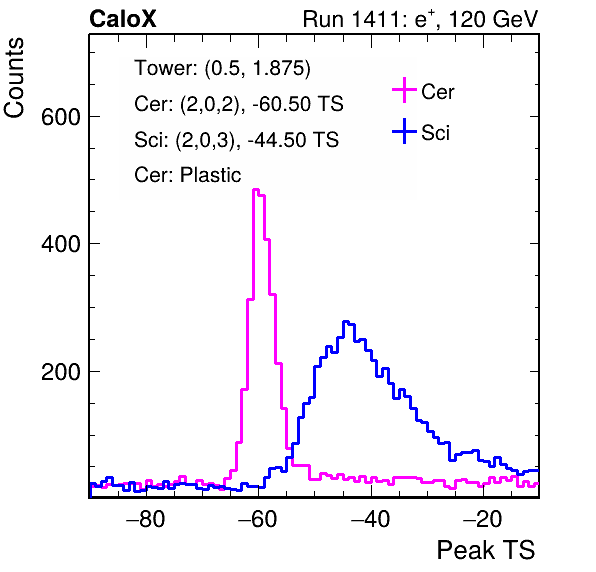 CaloX Run 1411: e⁺, 120 GeV
Tower: (0.5, 1.875)
Cer: (2,0,2), -60.50 TS
Sci: (2,0,3), -44.50 TS
Cer: Plastic
Cer
Sci
Counts
600
400
200
−80 −60 −40 −20
Peak TS